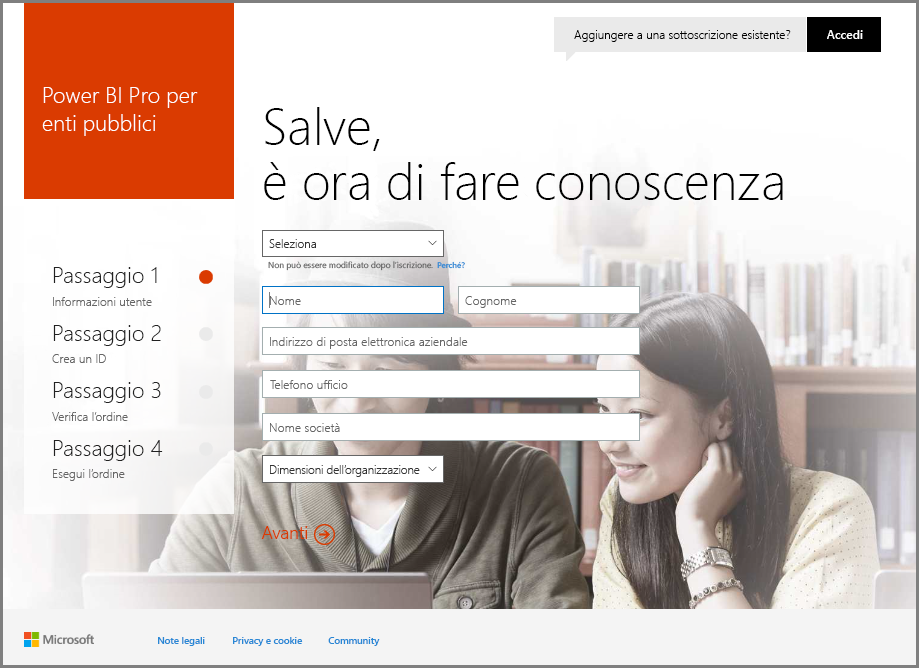 Aggiungere a una sottoscrizione esistente?
Accedi
Power BI Pro per
enti pubblici
Salve,
è ora di fare conoscenza
Seleziona
Non può essere modificato dopo l'iscrizione. Perché?
Nome
Cognome
Indirizzo di posta elettronica aziendale
Telefono ufficio
Nome società
Dimensioni dell'organizzazione
Avanti
Passaggio 1
Informazioni utente
Passaggio 2
Crea un ID
Passaggio 3
Verifica l'ordine
Passaggio 4
Esegui l'ordine
Microsoft
Note legali
Privacy e cookie
Community